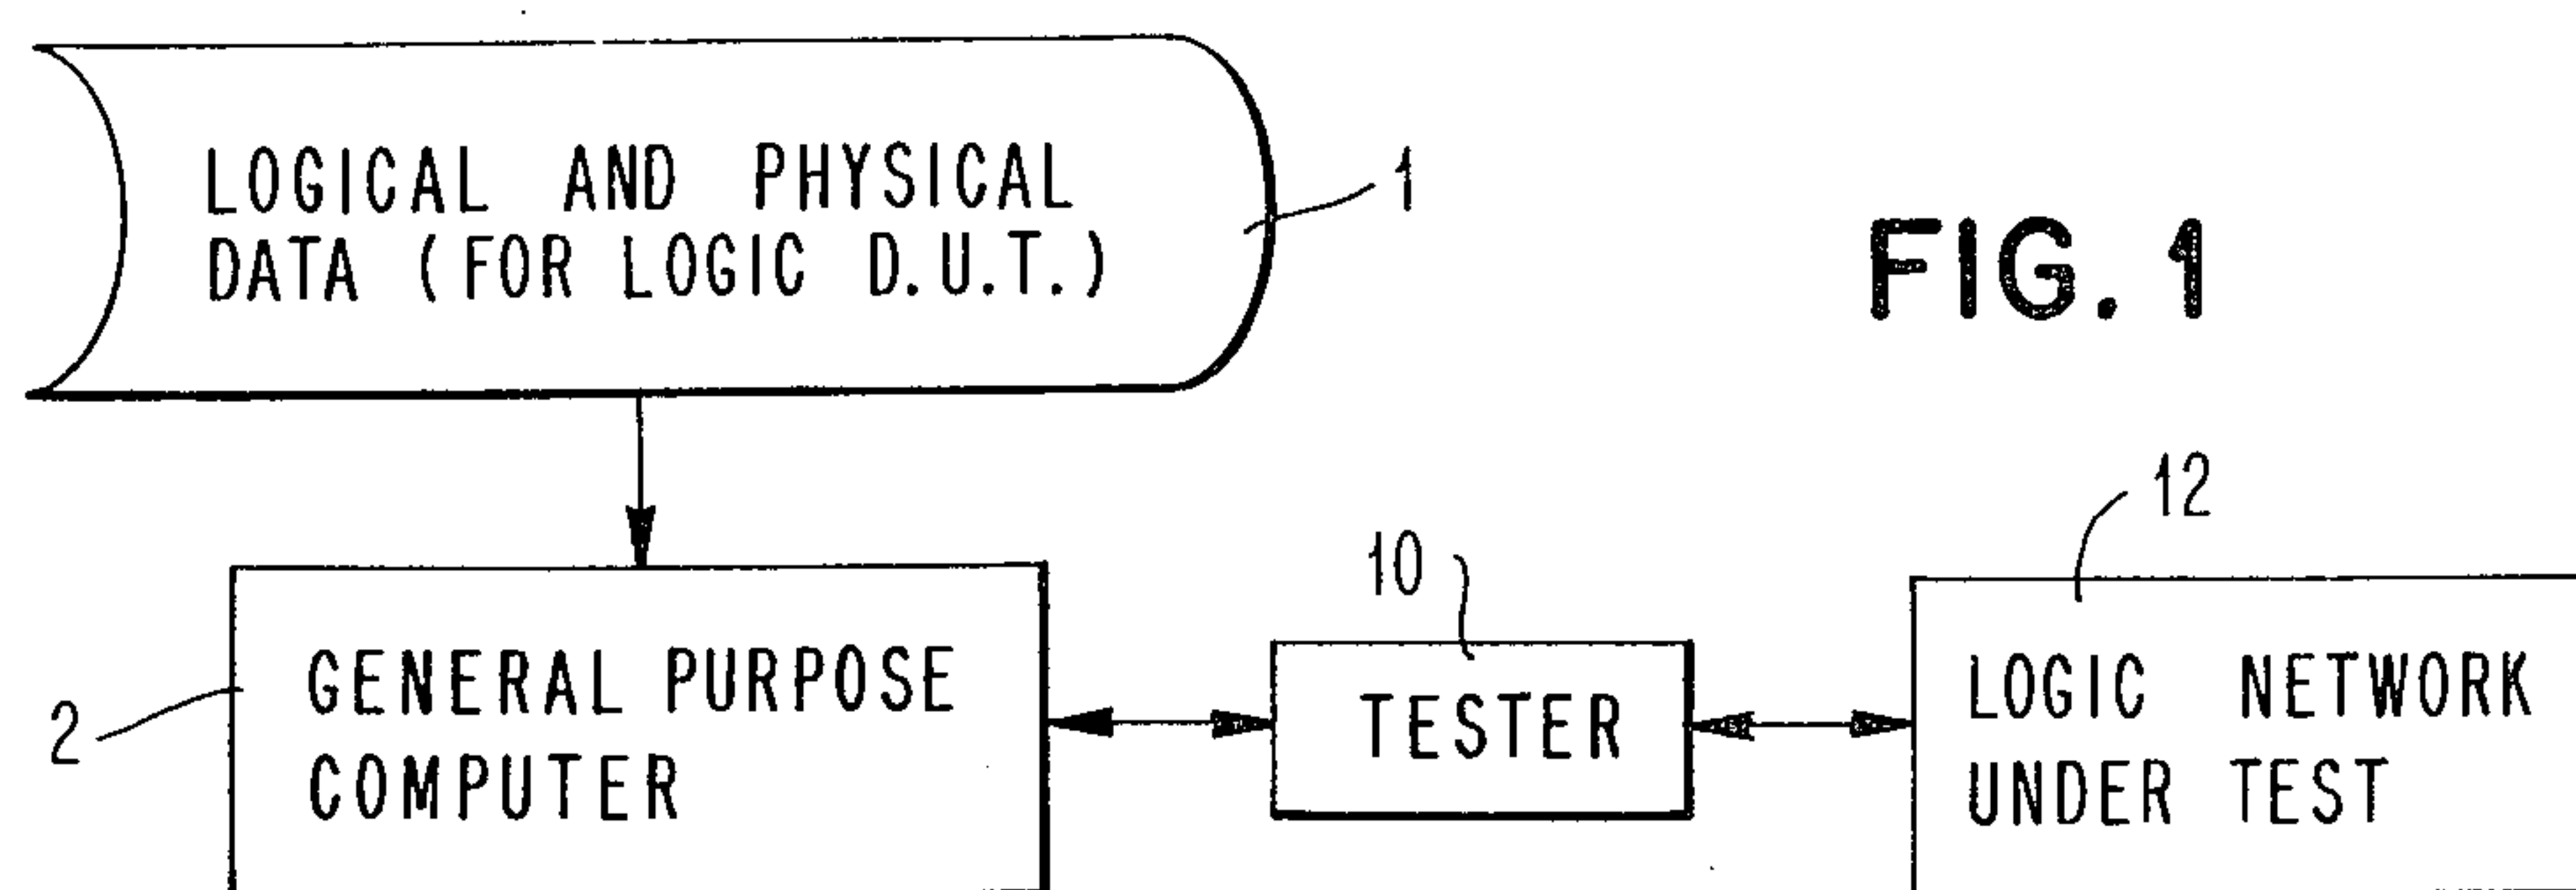 LOGICAL AND PHYSICAL
DATA (FOR LOGIC D.U.T.)
1
FIG. 1
12
10
2
GENERAL PURPOSE
COMPUTER
TESTER
LOGIC NETWORK
UNDER TEST